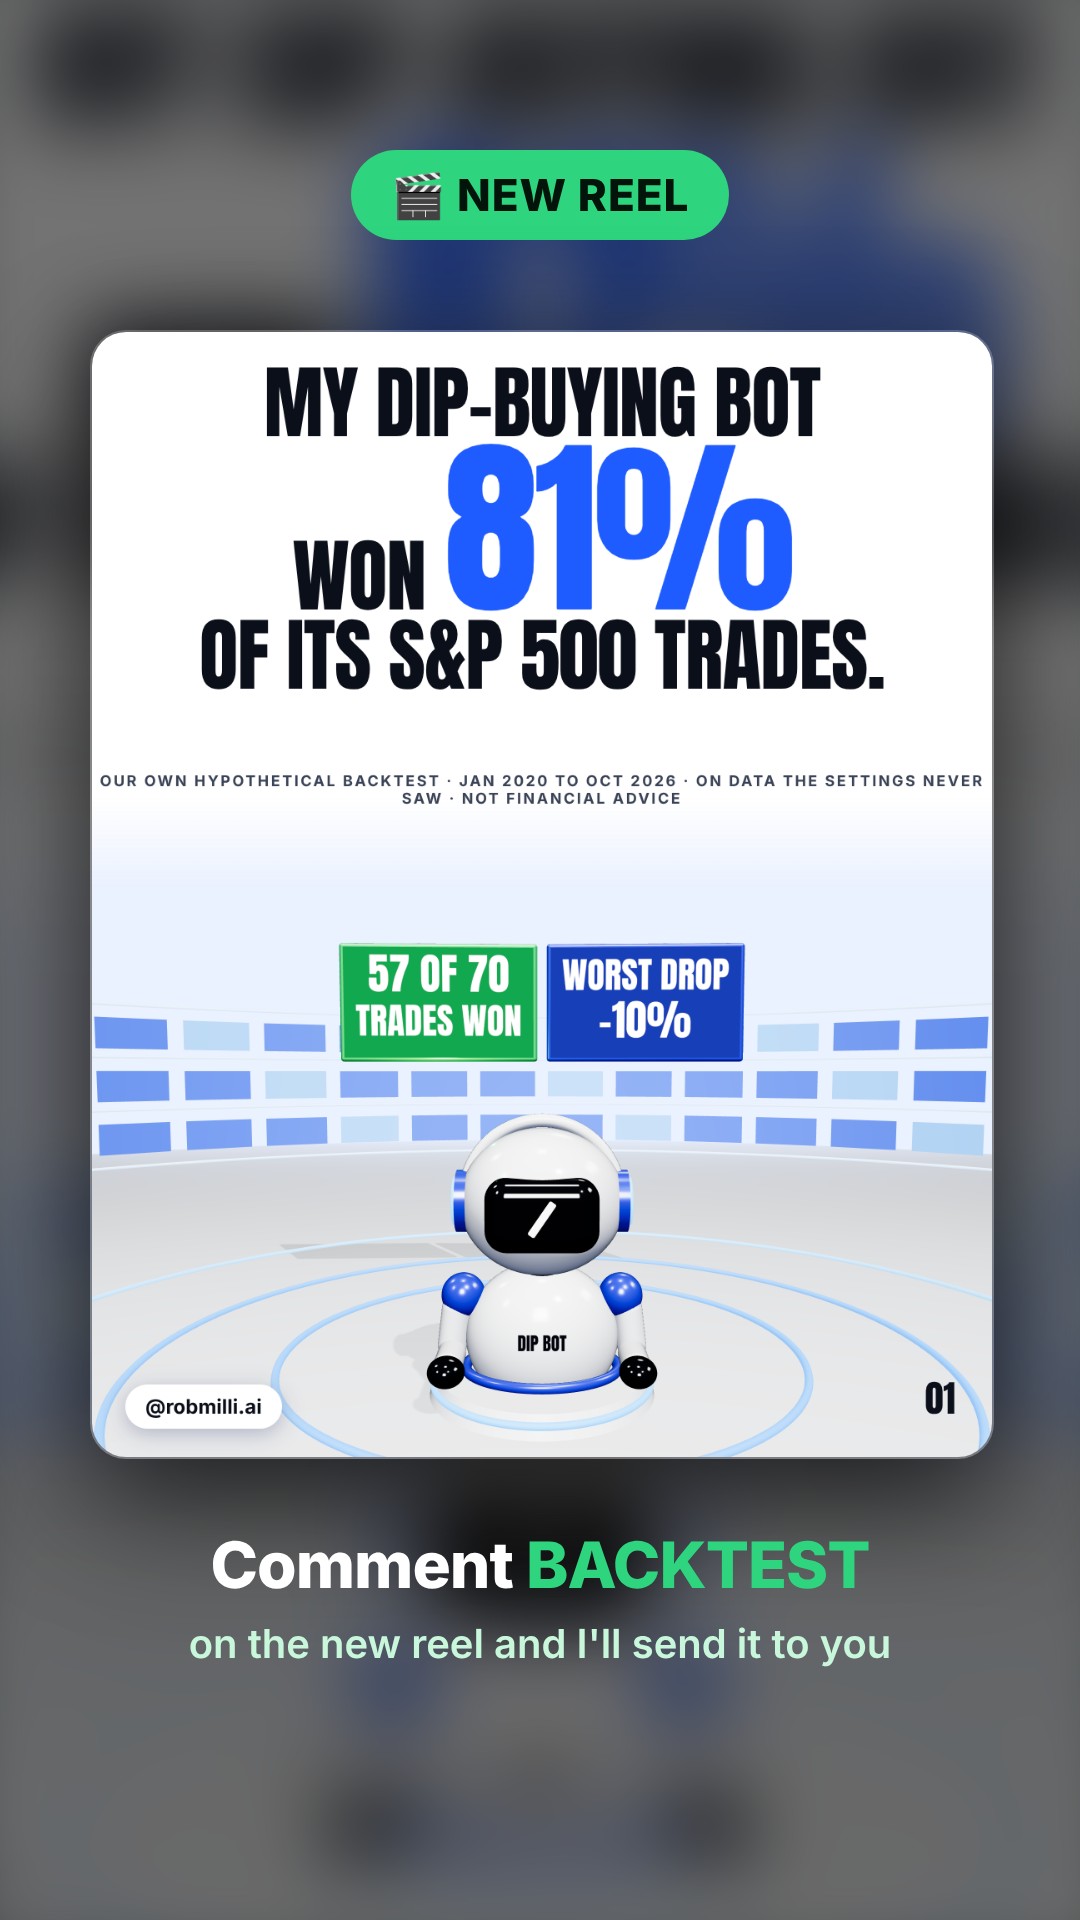 🎬 NEW REEL
MY DIP-BUYING BOT
WON 81%
OF ITS S&P 500 TRADES.
OUR OWN HYPOTHETICAL BACKTEST · JAN 2020 TO OCT 2026 · ON DATA THE SETTINGS NEVER
SAW · NOT FINANCIAL ADVICE
57 OF 70
TRADES WON
WORST DROP
-10%
DIP BOT
@robmilli.ai
01
Comment BACKTEST
on the new reel and I'll send it to you